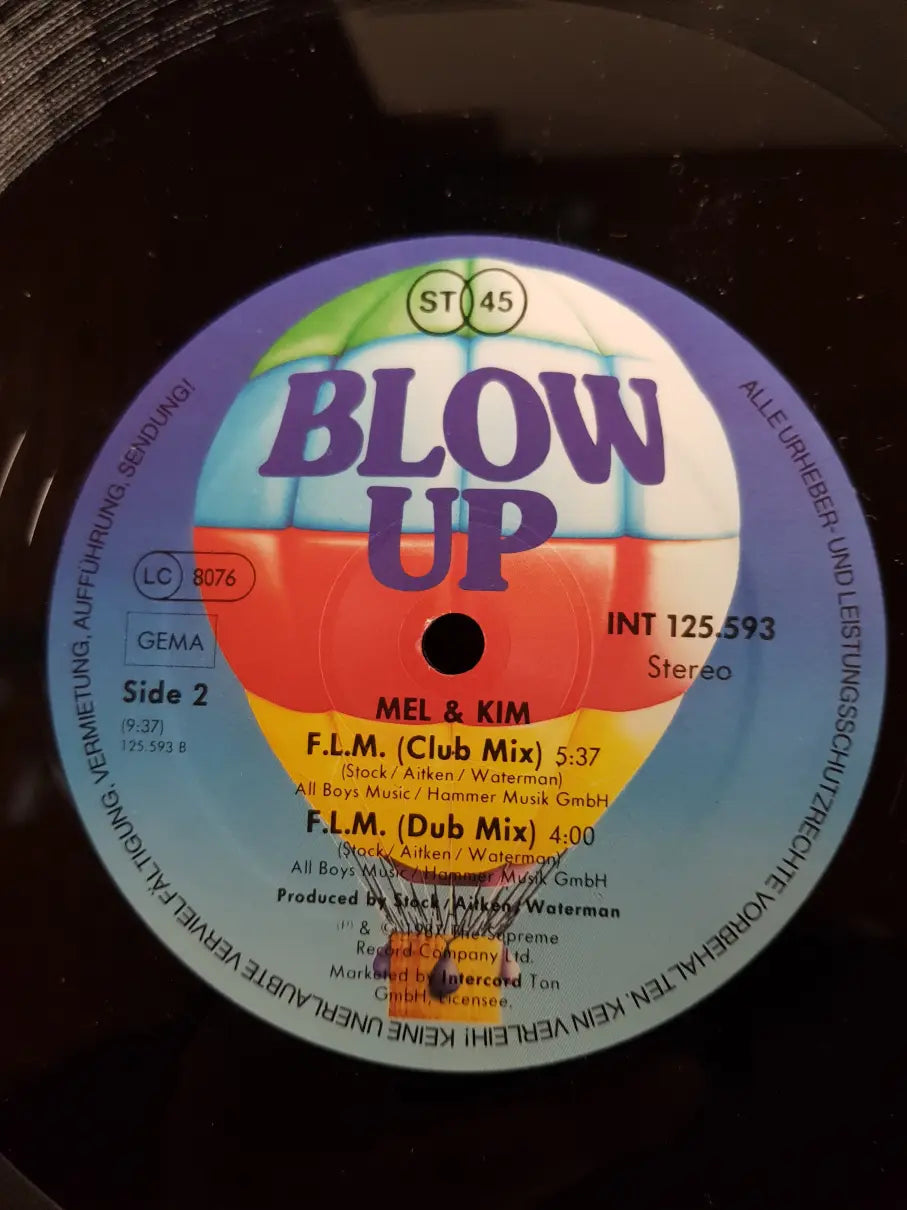 ST 45
BLOW
UP
LC 8076
GEMA
INT 125.593
Stereo
Side 2
(9:37)
125.593 B
MEL & KIM
F.L.M. (Club Mix) 5:37
(Stock/Aitken/Waterman)
All Boys Music/Hammer Musik GmbH
F.L.M. (Dub Mix) 4:00
(Stock/Aitken/Waterman)
All Boys Music/Hammer Musik GmbH
Produced by Stock/Aitken/Waterman
(P) & © 1987 The Supreme
Record Company Ltd.
Marketed by Intercord Ton
GmbH, Licensee.
ALLE URHEBER- UND LEISTUNGSSCHUTZRECHTE VORBEHALTEN. KEIN VERLEIH! KEINE UNERLAUBTE VERVIELFÄLTIGUNG, VERMIETUNG, AUFFÜHRUNG, SENDUNG!